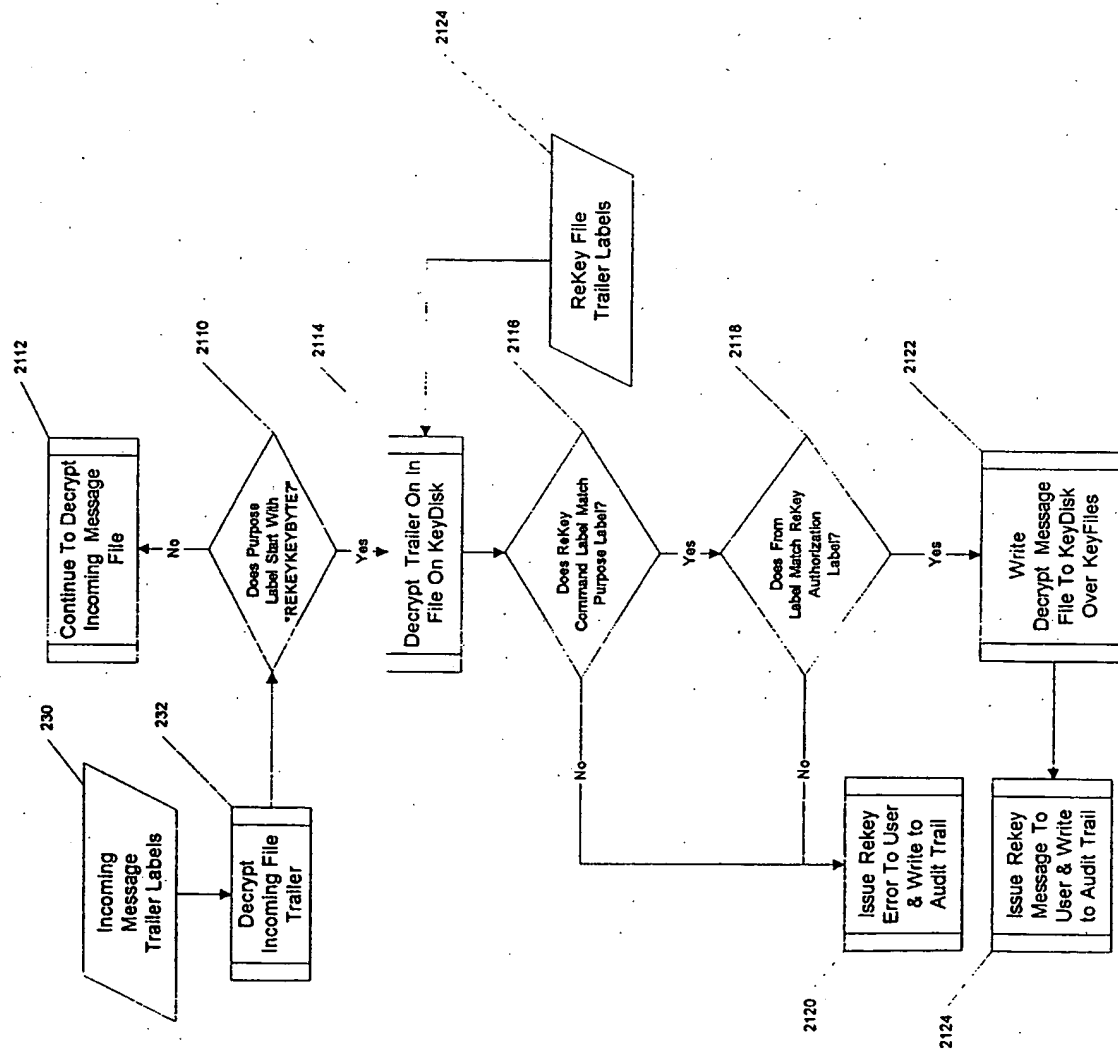 2124
ReKey File
Trailer Labels
2112
Continue To Decrypt
Incoming Message
File
No
2110
Does Purpose
Label Start With
"REKEYKEYBYTE?"
Yes
2114
Decrypt Trailer On In
File On KeyDisk
2116
Does ReKey
Command Label Match
Purpose Label?
Yes
2118
Does From
Label Match ReKey
Authorization
Label?
Yes
2122
Write
Decrypt Message
File To KeyDisk
Over KeyFiles
230
Incoming
Message
Trailer Labels
232
Decrypt
Incoming File
Trailer
No
No
Issue Rekey
Error To User
& Write to
Audit Trail
2120
Issue Rekey
Message To
User & Write
to Audit Trail
2124